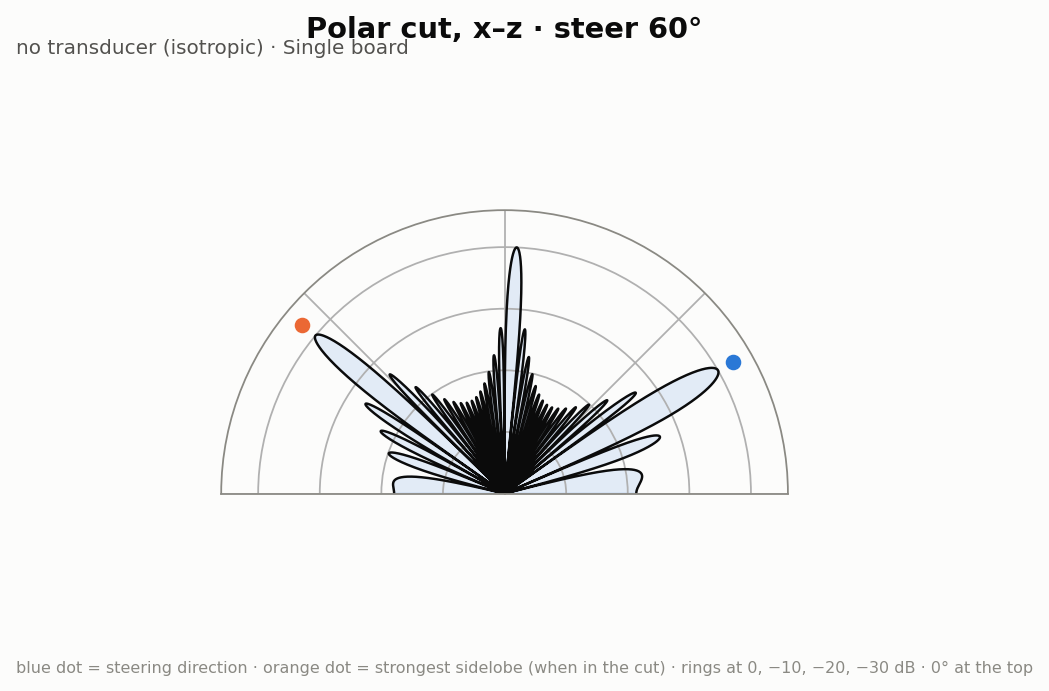 Polar cut, x–z · steer 60°
no transducer (isotropic) · Single board
blue dot = steering direction · orange dot = strongest sidelobe (when in the cut) · rings at 0, −10, −20, −30 dB · 0° at the top